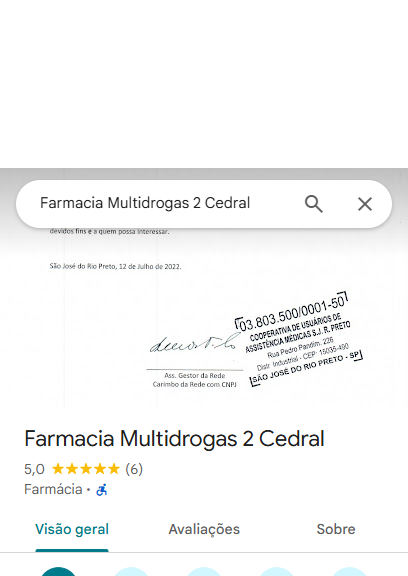 Farmacia Multidrogas 2 Cedral
devidos fins e a quem possa interessar.
São José do Rio Preto, 12 de Julho de 2022.
03.803.500/0001-50
COOPERATIVA DE USUÁRIOS DE
ASSISTÊNCIA MÉDICAS S.J. R. PRETO
Rua Pedro Pandim, 226
Distr Industrial - CEP: 15035-490
SÃO JOSÉ DO RIO PRETO - SP
Ass. Gestor da Rede
Carimbo da Rede com CNPJ
Farmacia Multidrogas 2 Cedral
5,0 ★★★★★ (6)
Farmácia ·
Visão geral
Avaliações
Sobre